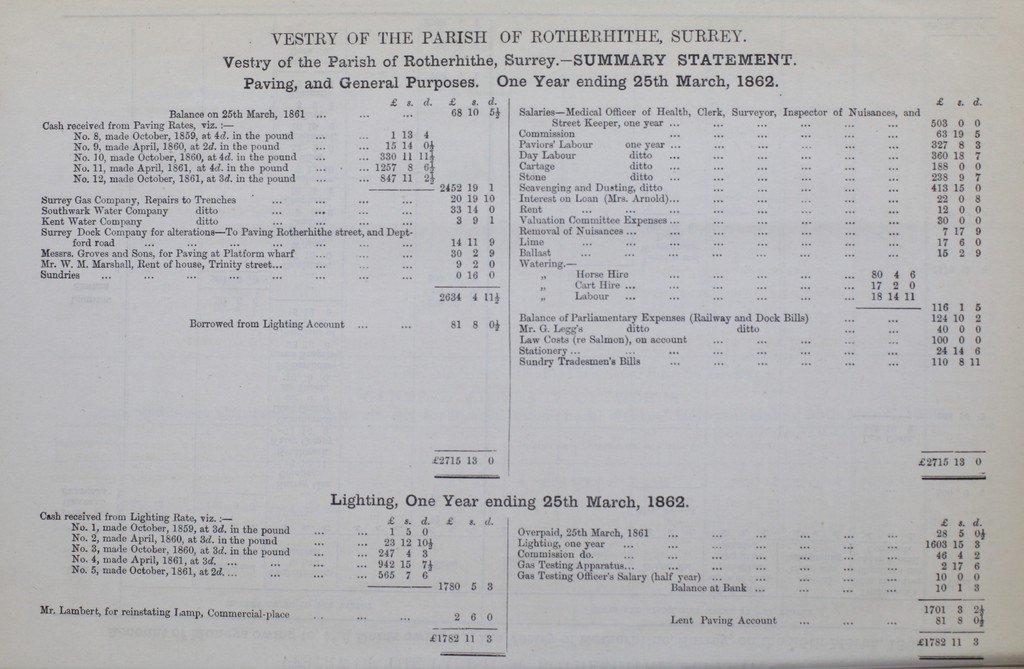 VESTRY OF THE PARISH OF ROTHERHITHE, SURREY.
Vestry of the Parish of Rotherhithe, Surrey.—SUMMARY STATEMENT.
Paving, and General Purposes. One Year ending 25th March, 1862.
£ s. d. £ s. d.
Balance on 25th March, 1861 ... ... ... 68 10 5½
Cash received from Paving Rates, viz. :—
No. 8, made October, 1859, at 4d. in the pound ... ... 1 13 4
No. 9, made April, 1860, at 2d. in the pound ... ... 15 14 0½
No. 10, made October, 1860, at 4d. in the pound ... ... 330 11 11½
No. 11, made April, 1861, at 4d. in the pound ... ... 1257 8 6½
No. 12, made October, 1861, at 3d. in the pound ... ... 847 11 2½
2452 19 1
Surrey Gas Company, Repairs to Trenches ... ... ... ... 20 19 10
Southwark Water Company ditto ... ... ... ... 33 14 0
Kent Water Company ditto ... ... ... ... 3 9 1
Surrey Dock Company for alterations—To Paving Rotherhithe street, and Dept-
ford road ... ... ... ... ... ... ... 14 11 9
Messrs. Groves and Sons, for Paving at Platform wharf ... ... ... 30 2 9
Mr. W. M. Marshall, Rent of house, Trinity street... ... ... ... 9 2 0
Sundries ... ... ... ... ... ... ... ... 0 16 0
2634 4 11½
Borrowed from Lighting Account ... ... 81 8 0½
£2715 13 0
£ s. d.
Salaries—Medical Officer of Health, Clerk, Surveyor, Inspector of Nuisances, and
Street Keeper, one year ... ... ... ... ... ... 503 0 0
Commission ... ... ... ... ... ... 63 19 5
Paviors' Labour one year ... ... ... ... ... ... 327 8 3
Day Labour ditto ... ... ... ... ... ... 360 18 7
Cartage ditto ... ... ... ... ... ... 188 0 0
Stone ditto ... ... ... ... ... ... 238 9 7
Scavenging and Dusting, ditto ... ... ... ... ... 413 15 0
Interest on Loan (Mrs. Arnold)... ... ... ... ... ... 22 0 8
Rent ... ... ... ... ... ... ... ... 12 0 0
Valuation Committee Expenses ... ... ... ... ... ... 30 0 0
Removal of Nuisances ... ... ... ... ... ... ... 7 17 9
Lime ... ... ... ... ... ... ... ... 17 6 0
Ballast ... ... ... ... ... ... ... ... 15 2 9
Watering.—
„ Horse Hire ... ... ... ... ... 80 4 6
„ Cart Hire ... ... ... ... ... ... 17 2 0
„ Labour ... ... ... ... ... ... 18 14 11
116 1 5
Balance of Parliamentary Expenses (Railway and Dock Bills) ... ... 124 10 2
Mr. G. Legg's ditto ditto ... ... 40 0 0
Law Costs (re Salmon), on account ... ... ... ... ... 100 0 0
Stationery ... ... ... ... ... ... ... ... 24 14 6
Sundry Tradesmen's Bills ... ... ... ... ... ... 110 8 11
£2715 13 0
Lighting, One Year ending 25th March, 1862.
£ s. d. £ s. d.
Cash received from Lighting Rate, viz. :—
No. 1, made October, 1859, at 3d. in the pound ... ... 1 5 0
No. 2, made April, 1860, at 3d. in the pound ... ... 23 12 10½
No. 3, made October, 1860, at 3d. in the pound ... ... 247 4 3
No. 4, made April, 1861, at 3d. ... ... ... ... 942 15 7½
No. 5, made October, 1861, at 2d. ... ... ... ... 565 7 6
1780 5 3
Mr. Lambert, for reinstating Lamp, Commercial-place ... ... ... 2 6 0
£1782 11 3
£ s. d.
Overpaid, 25th March, 1861 ... ... ... ... ... ... 28 5 0½
Lighting, one year ... ... ... ... ... ... ... 1603 15 3
Commission do. ... ... ... ... ... ... ... 46 4 2
Gas Testing Apparatus... ... ... ... ... ... ... 2 17 6
Gas Testing Officer's Salary (half year) ... ... ... ... ... 10 0 0
Balance at Bank ... ... ... ... 10 1 3
1701 3 2½
Lent Paving Account ... ... ... 81 8 0½
£1782 11 3